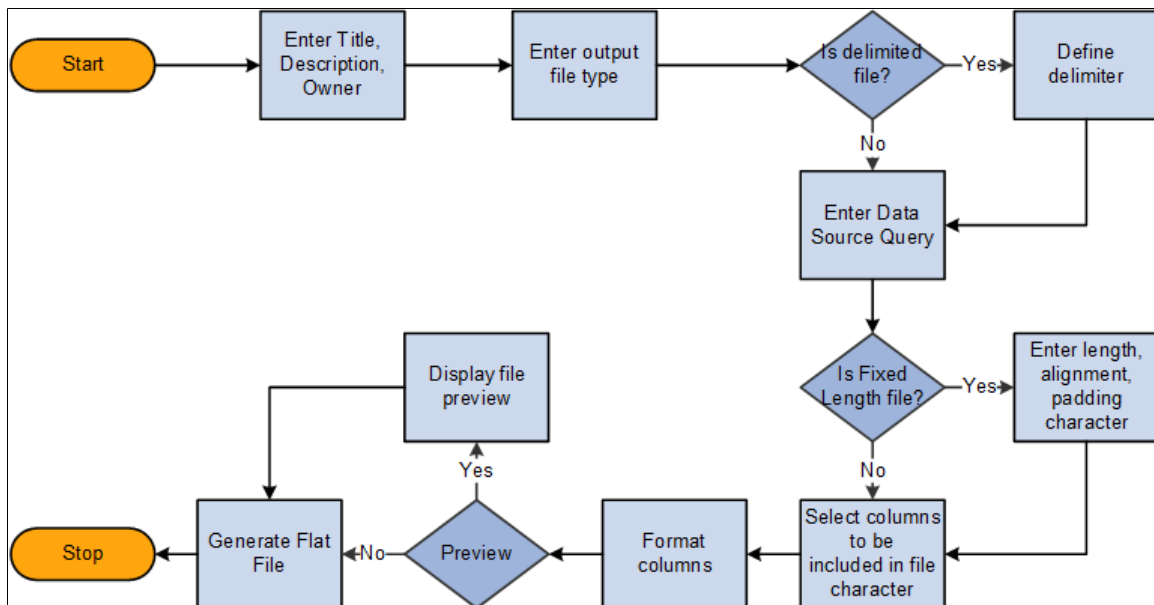 Start
Enter Title,
Description,
Owner
Enter output
file type
Is delimited
file?
Yes
Define
delimiter
No
Enter Data
Source Query
Is Fixed
Length file?
Yes
Enter length,
alignment,
padding
character
No
Select columns
to be
included in file
character
Format
columns
Preview
Yes
Display file
preview
No
Generate Flat
File
Stop